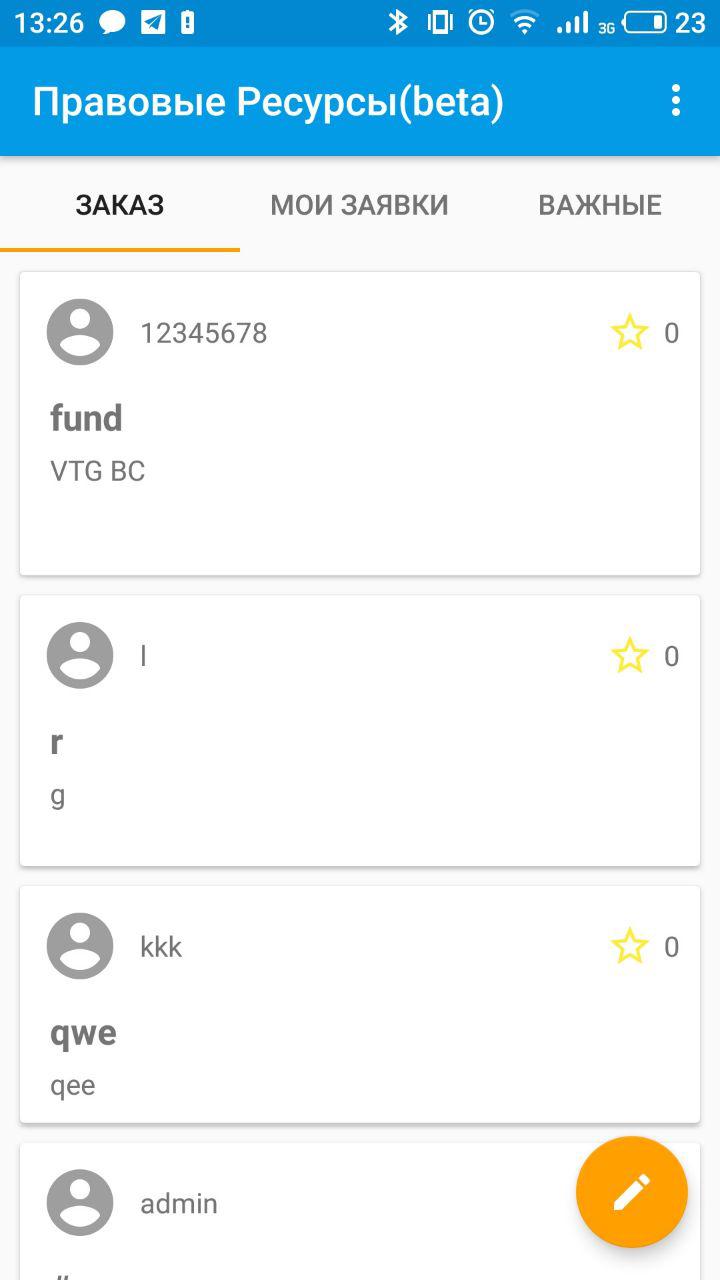 13:26 3G 23
Правовые Ресурсы(beta)
ЗАКАЗ МОИ ЗАЯВКИ ВАЖНЫЕ
12345678 0
fund
VTG BC
l 0
r
g
kkk 0
qwe
qee
admin